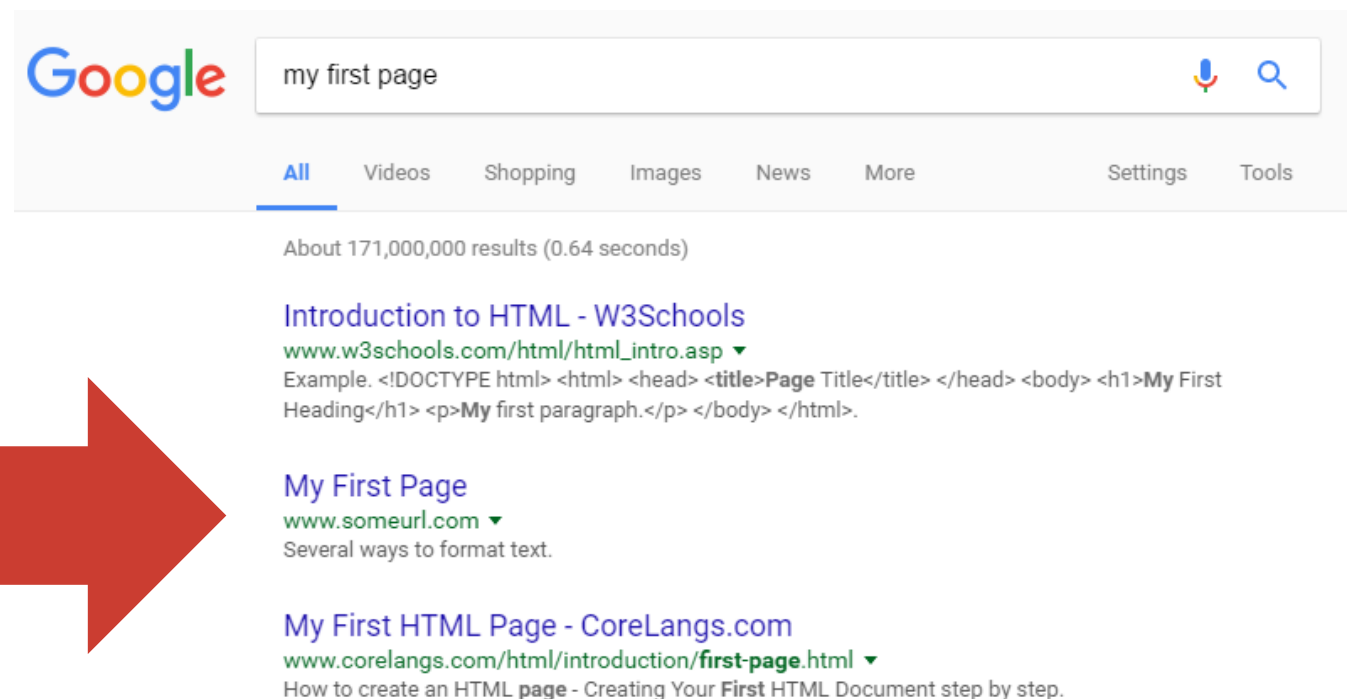 Google my first page
All Videos Shopping Images News More Settings Tools
About 171,000,000 results (0.64 seconds)
Introduction to HTML - W3Schools
www.w3schools.com/html/html_intro.asp ▼
Example. <!DOCTYPE html> <html> <head> <title>Page Title</title> </head> <body> <h1>My First
Heading</h1> <p>My first paragraph.</p> </body> </html>.
My First Page
www.someurl.com ▼
Several ways to format text.
My First HTML Page - CoreLangs.com
www.corelangs.com/html/introduction/first-page.html ▼
How to create an HTML page - Creating Your First HTML Document step by step.